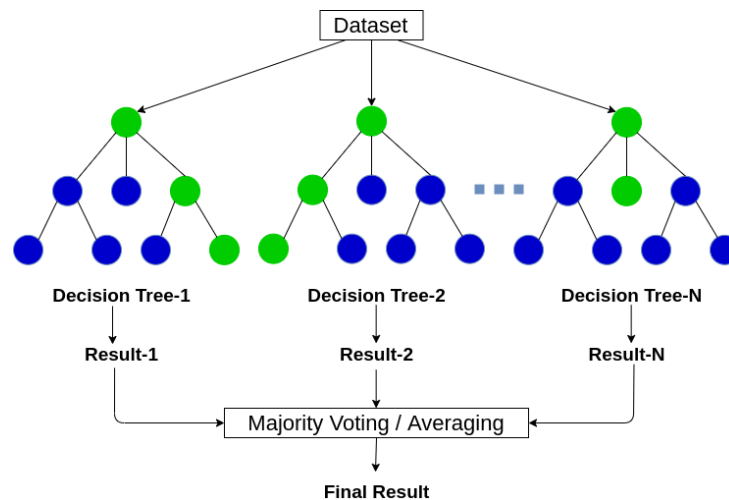 Dataset
Decision Tree-1
Decision Tree-2
Decision Tree-N
Result-1
Result-2
Result-N
Majority Voting / Averaging
Final Result